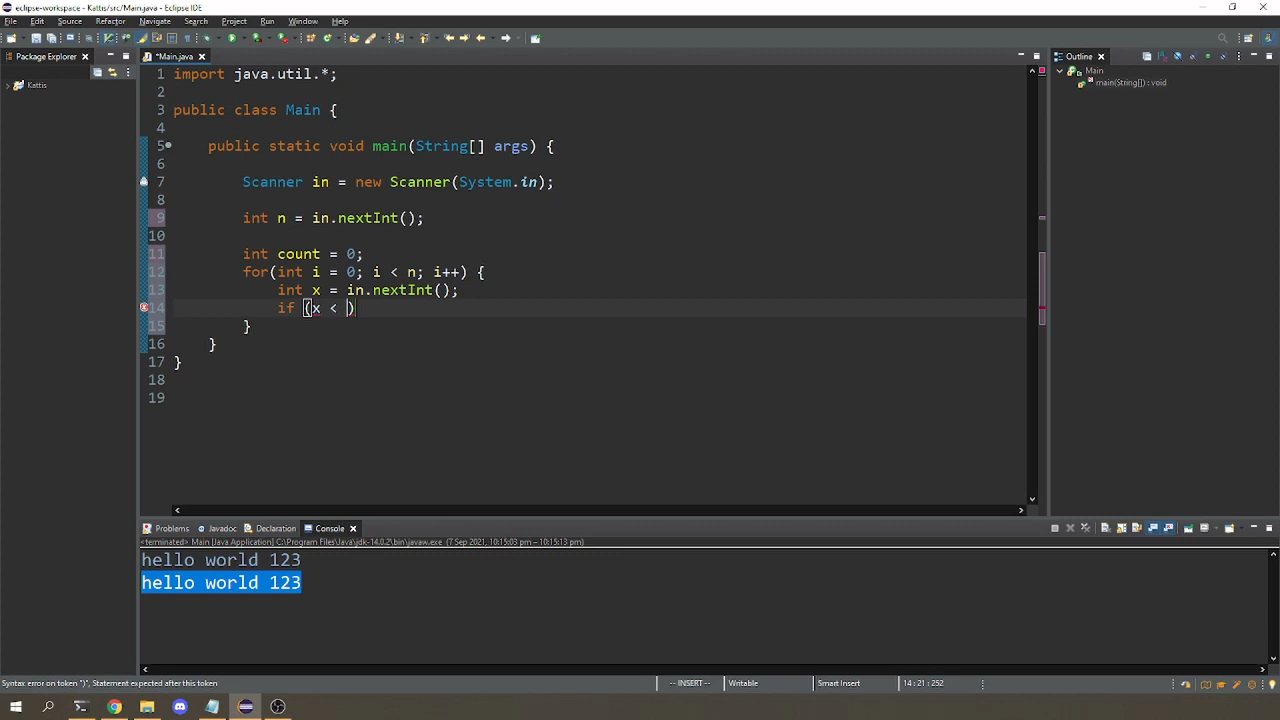 eclipse-workspace - Kattis/src/Main.java - Eclipse IDE
File Edit Source Refactor Navigate Search Project Run Window Help
Package Explorer
*Main.java
Outline
Kattis
Main
main(String[]) : void
1 import java.util.*;
2
3 public class Main {
4
5 public static void main(String[] args) {
6
7 Scanner in = new Scanner(System.in);
8
9 int n = in.nextInt();
10
11 int count = 0;
12 for(int i = 0; i < n; i++) {
13 int x = in.nextInt();
14 if (x < )
15 }
16 }
17 }
18
19
Problems Javadoc Declaration Console
<terminated> Main [Java Application] C:\Program Files\Java\jdk-14.0.2\bin\javaw.exe (7 Sep 2021, 10:15:03 pm – 10:15:13 pm)
hello world 123
hello world 123
Syntax error on token ")", Statement expected after this token
-- INSERT --
Writable
Smart Insert
14 : 21 : 252